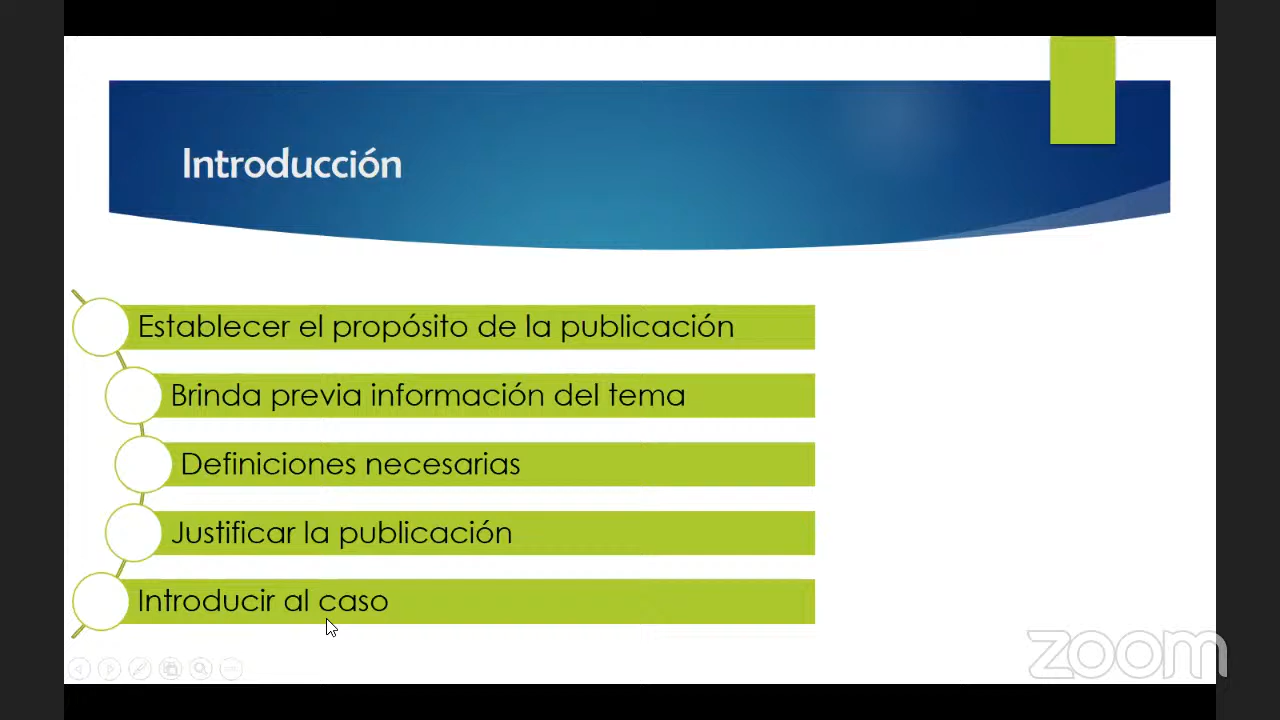 Introducción
Establecer el propósito de la publicación
Brinda previa información del tema
Definiciones necesarias
Justificar la publicación
Introducir al caso
zoom